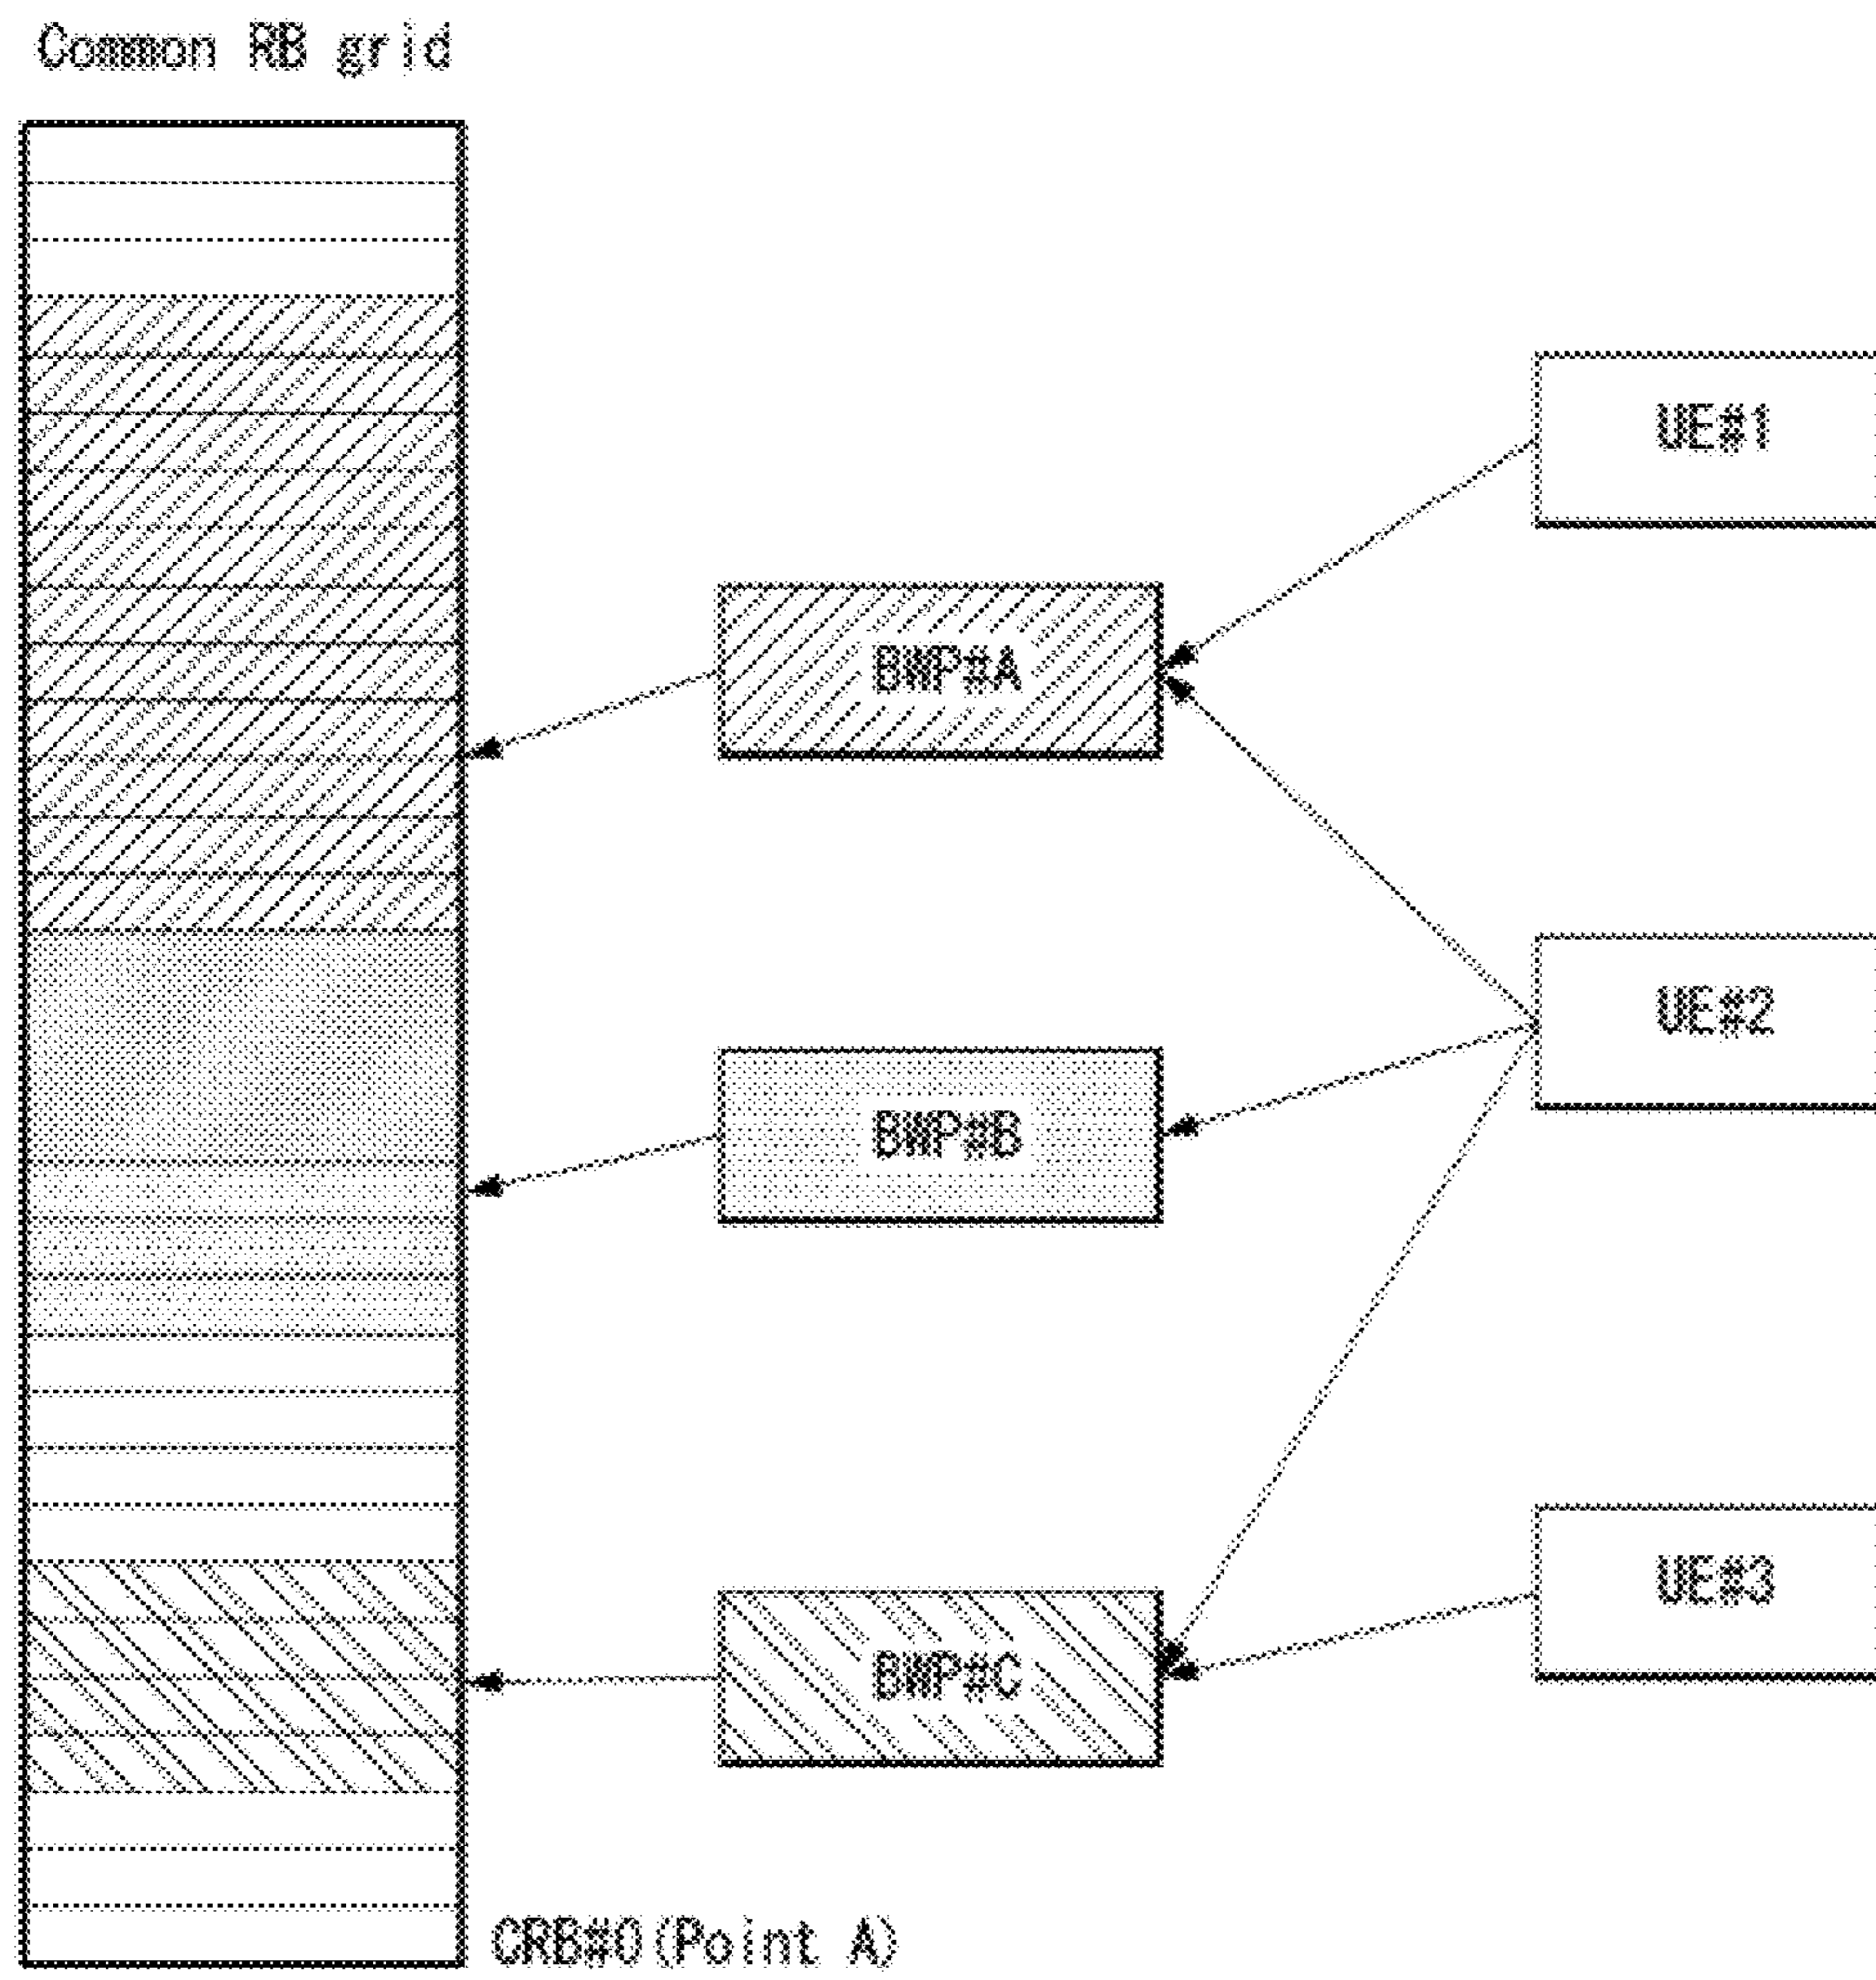 Common RB grid
UE#1
BWP#A
UE#2
BWP#B
UE#3
BWP#C
CRB#0(Point A)